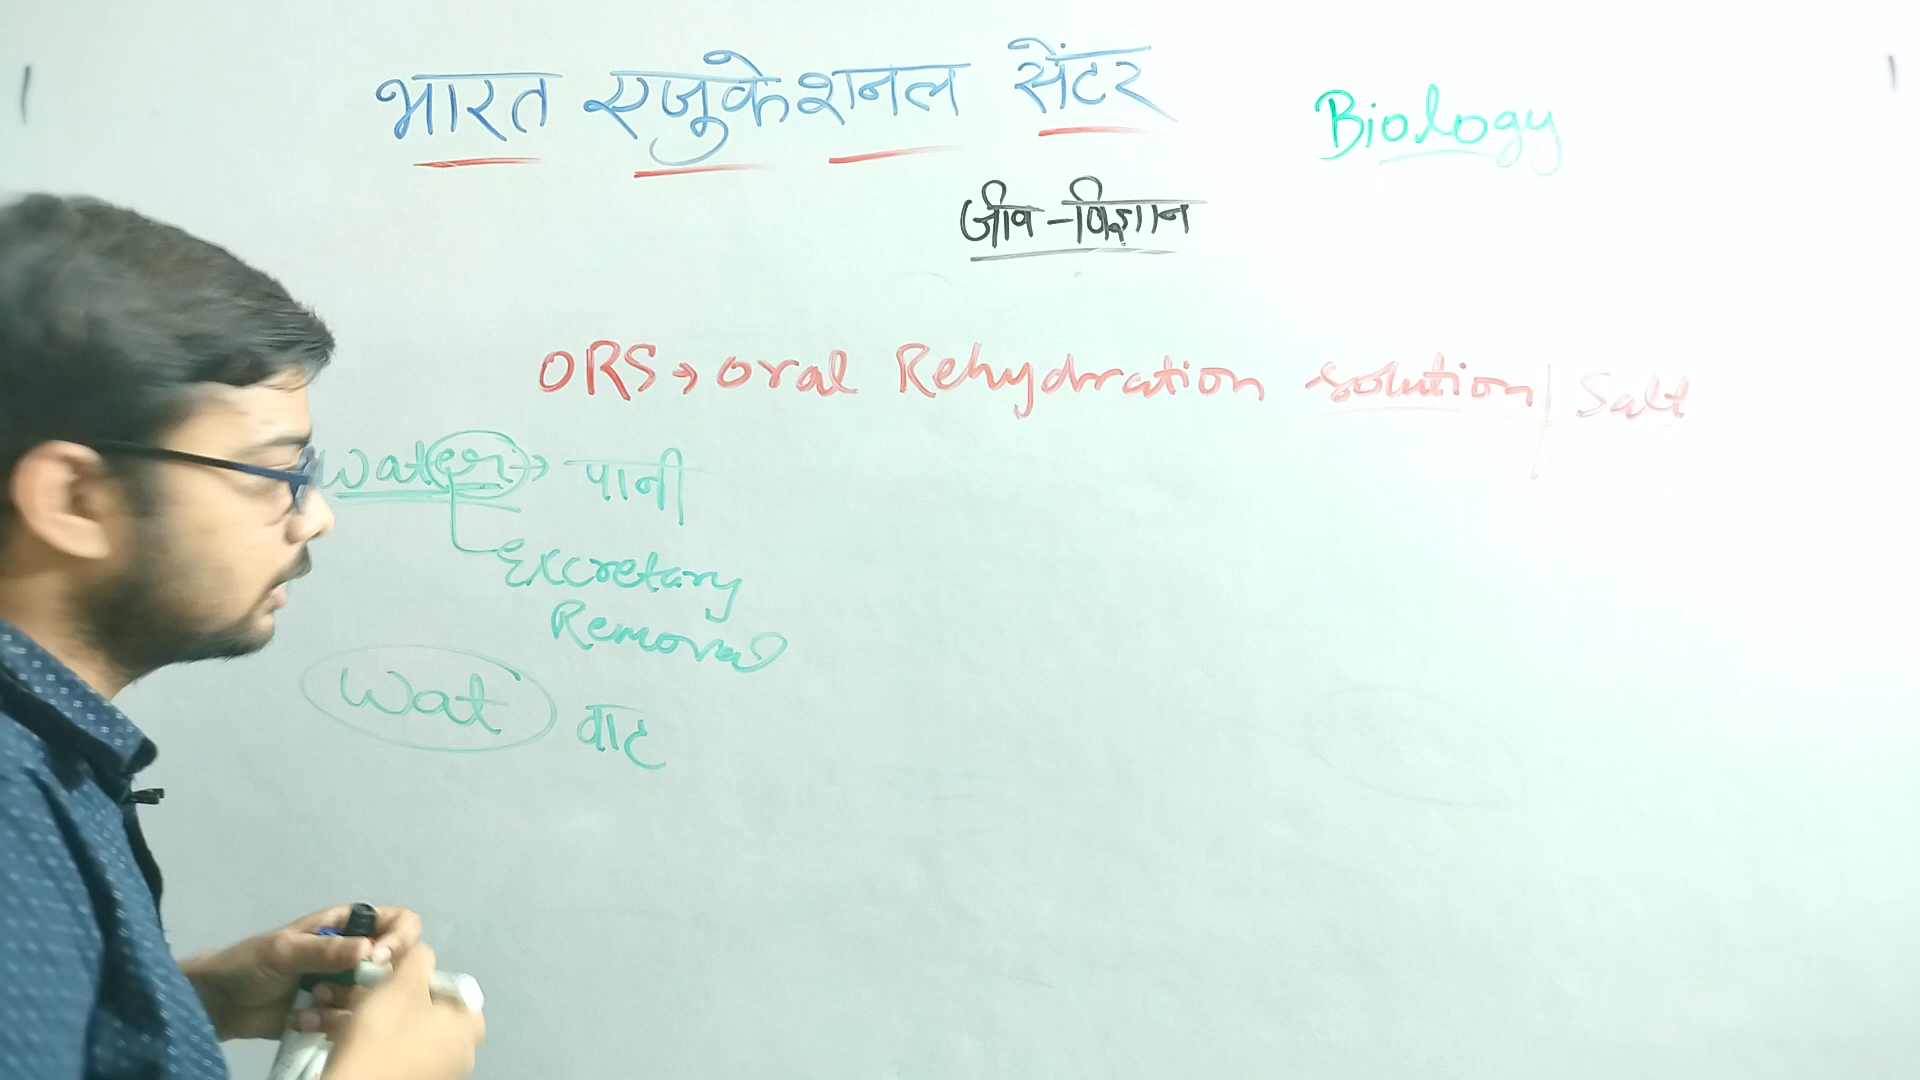 भारत एजुकेशनल सेंटर
Biology
जीव-विज्ञान
ORS → Oral Rehydration solution / Salt
Water → पानी
Excretary
Removal
Wat वाट